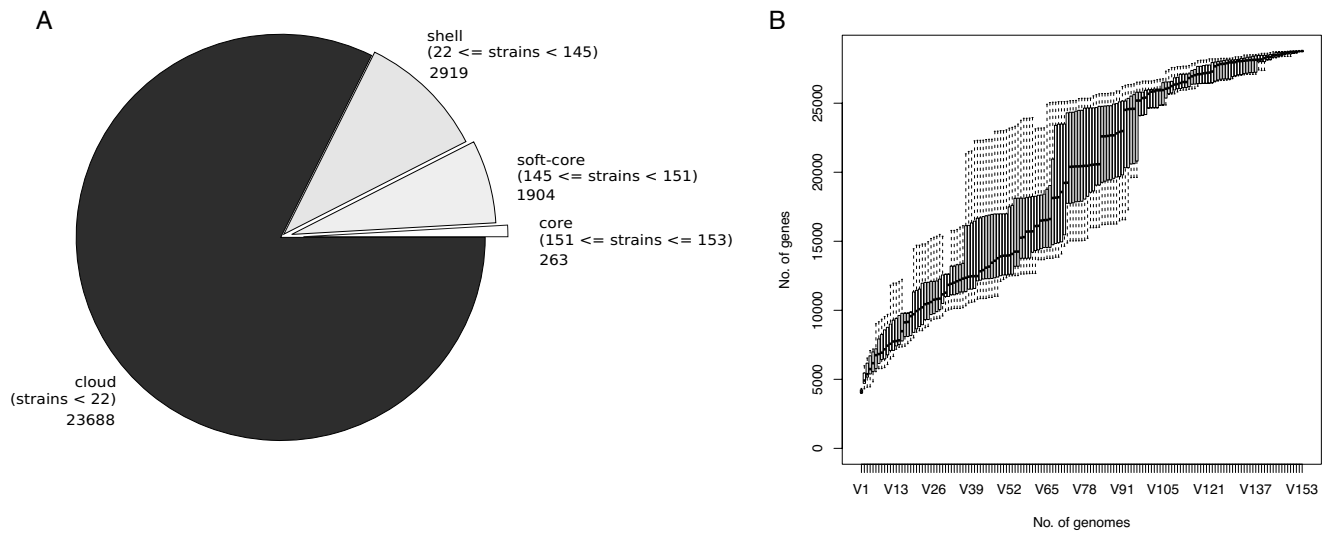 A
shell
(22 <= strains < 145)
2919
soft-core
(145 <= strains < 151)
1904
core
(151 <= strains <= 153)
263
cloud
(strains < 22)
23688
B
No. of genes
25000
20000
15000
10000
5000
0
V1 V13 V26 V39 V52 V65 V78 V91 V105 V121 V137 V153
No. of genomes